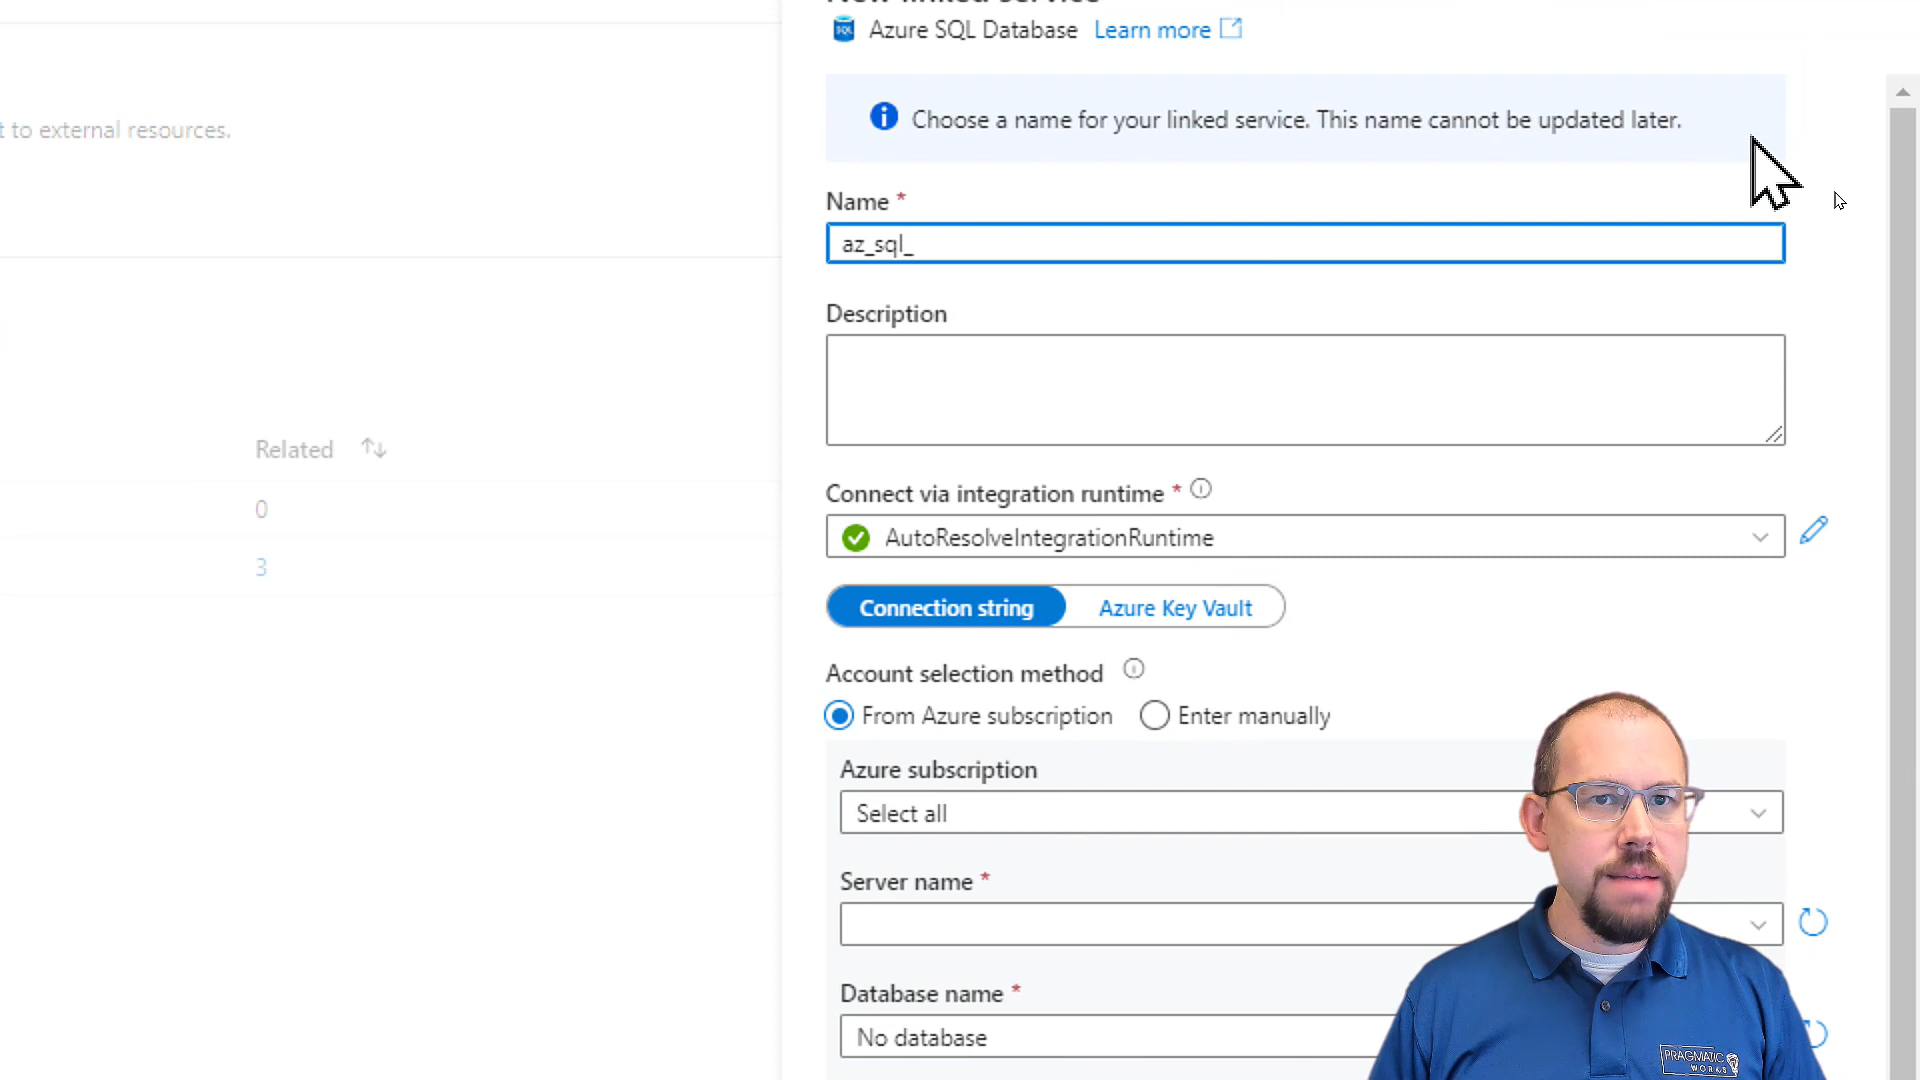 Azure SQL Database Learn more
Choose a name for your linked service. This name cannot be updated later.
t to external resources.
Name *
az_sql_
Description
Related
0
3
Connect via integration runtime *
AutoResolveIntegrationRuntime
Connection string Azure Key Vault
Account selection method
From Azure subscription Enter manually
Azure subscription
Select all
Server name *
Database name *
No database
PRAGMATIC
WORKS